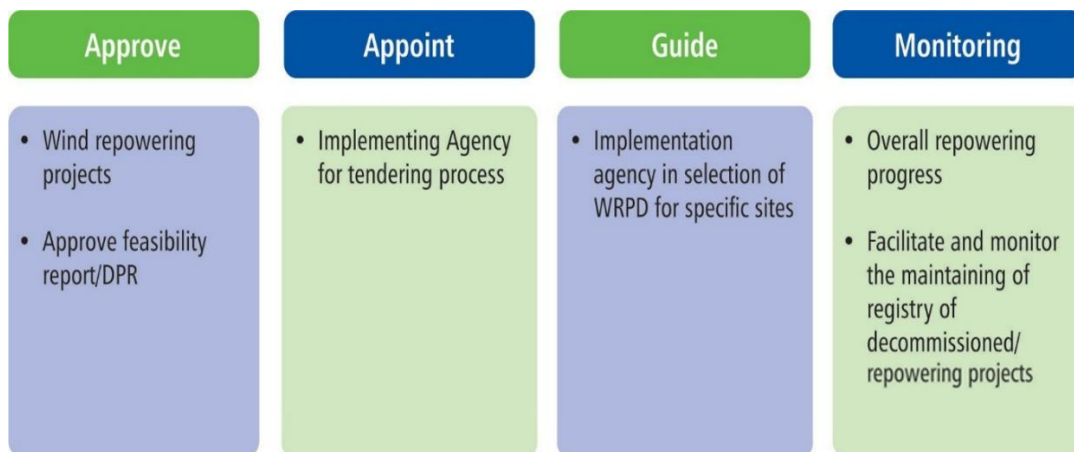 Approve
• Wind repowering
projects
• Approve feasibility
report/DPR
Appoint
• Implementing Agency
for tendering process
Guide
• Implementation
agency in selection of
WRPD for specific sites
Monitoring
• Overall repowering
progress
• Facilitate and monitor
the maintaining of
registry of
decommissioned/
repowering projects